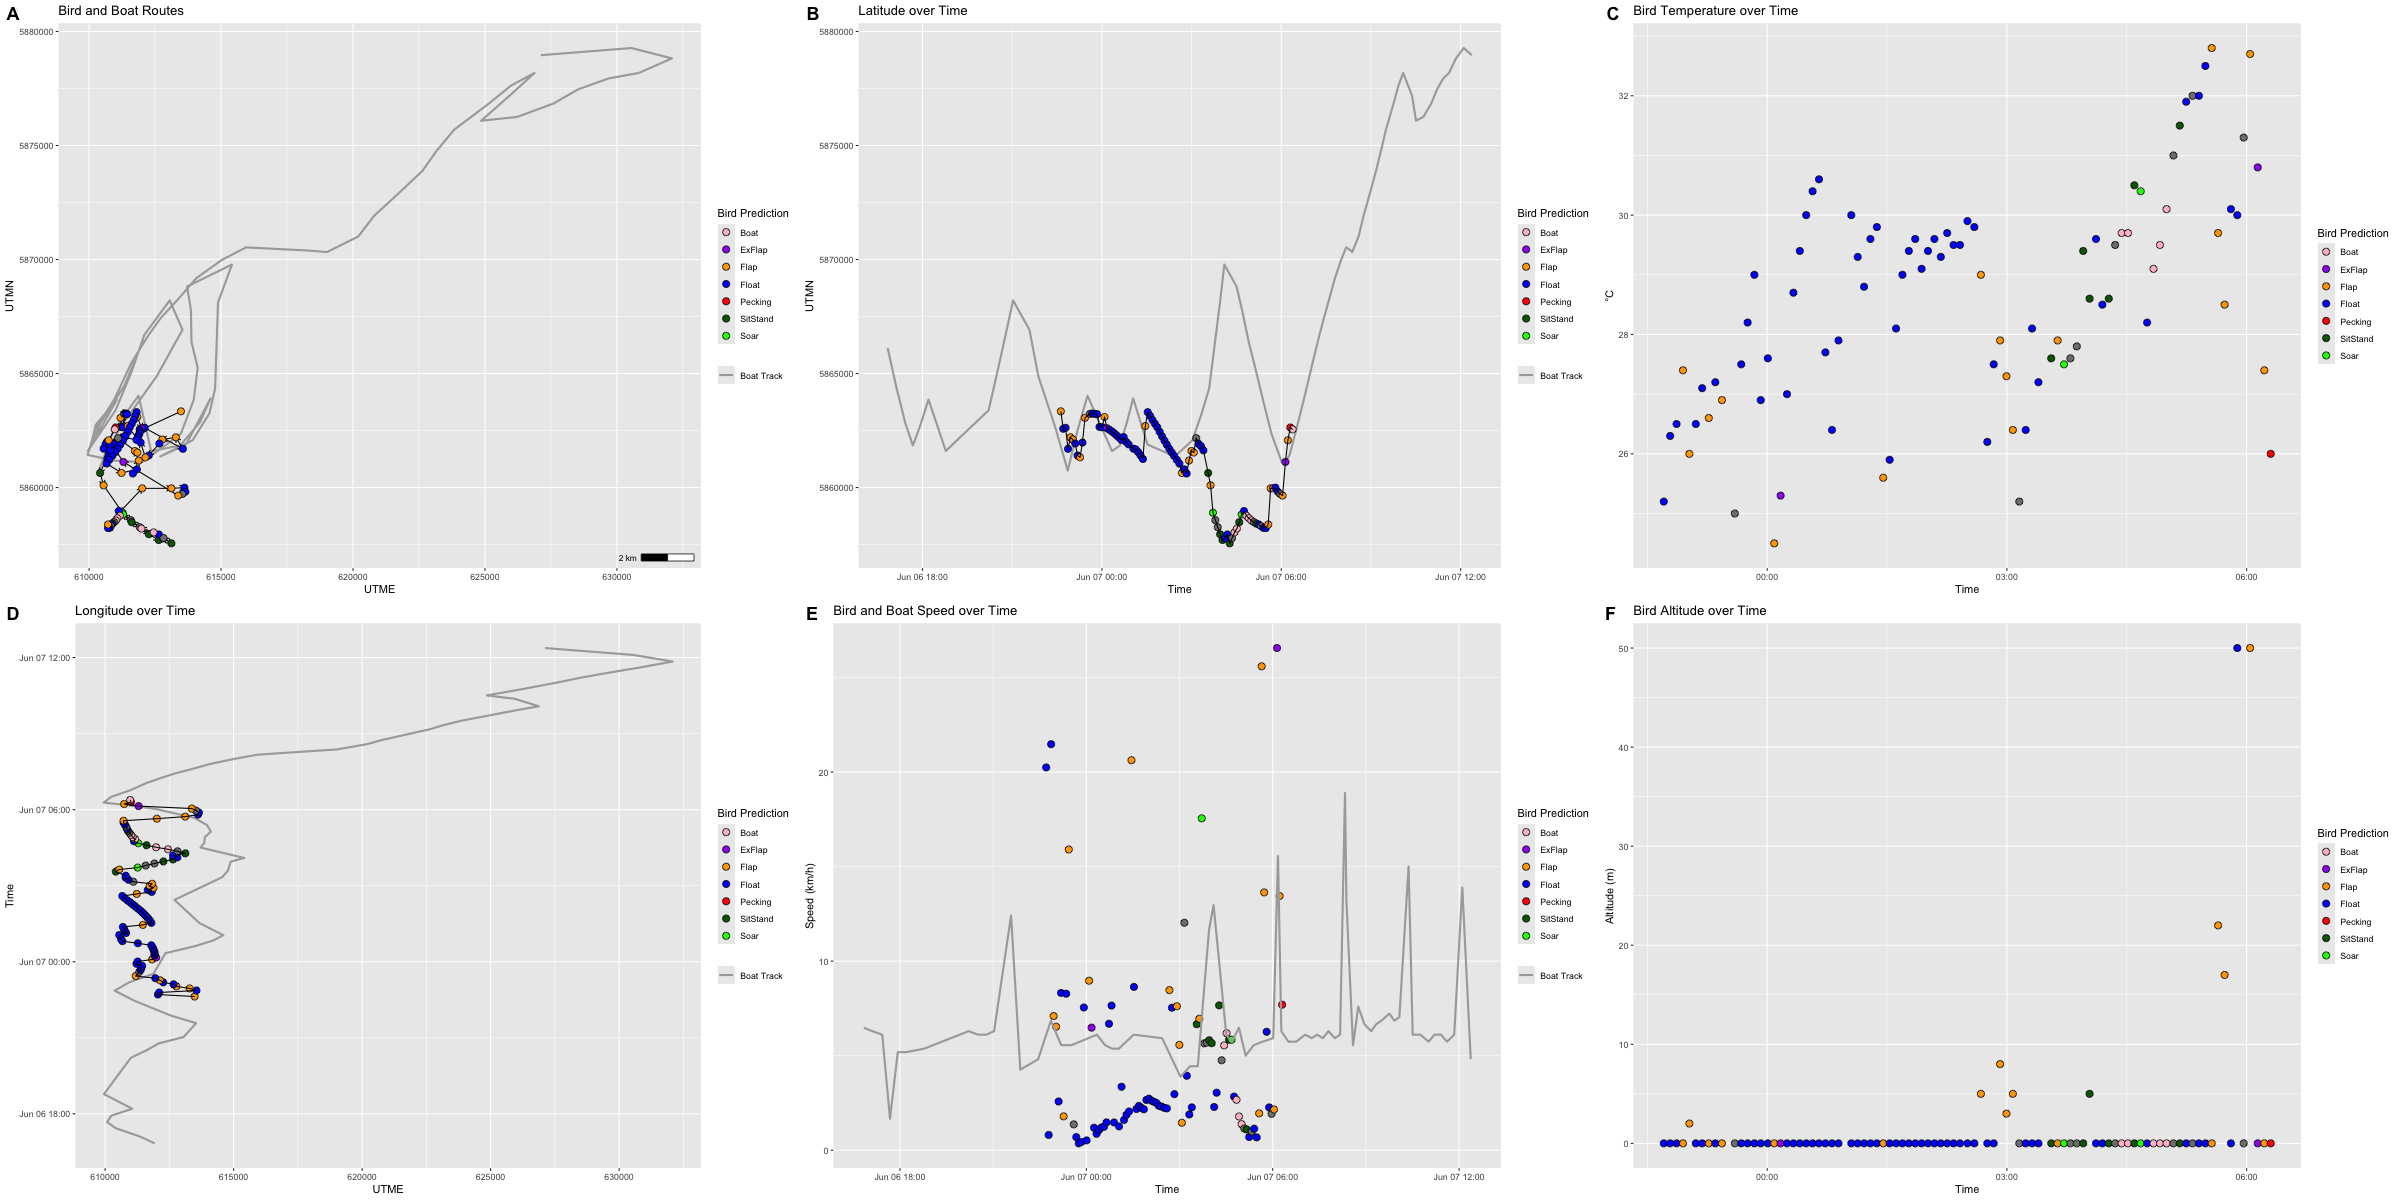 A Bird and Boat Routes
5880000
5875000
5870000
5865000
5860000
UTMN
610000 615000 620000 625000 630000
UTME
2 km
Bird Prediction
Boat
ExFlap
Flap
Float
Pecking
SitStand
Soar
Boat Track
B Latitude over Time
5880000
5875000
5870000
5865000
5860000
UTMN
Jun 06 18:00 Jun 07 00:00 Jun 07 06:00 Jun 07 12:00
Time
Bird Prediction
Boat
ExFlap
Flap
Float
Pecking
SitStand
Soar
Boat Track
C Bird Temperature over Time
32
30
28
26
°C
00:00 03:00 06:00
Time
Bird Prediction
Boat
ExFlap
Flap
Float
Pecking
SitStand
Soar
D Longitude over Time
Jun 07 12:00
Jun 07 06:00
Jun 07 00:00
Jun 06 18:00
Time
610000 615000 620000 625000 630000
UTME
Bird Prediction
Boat
ExFlap
Flap
Float
Pecking
SitStand
Soar
Boat Track
E Bird and Boat Speed over Time
20
10
0
Speed (km/h)
Jun 06 18:00 Jun 07 00:00 Jun 07 06:00 Jun 07 12:00
Time
Bird Prediction
Boat
ExFlap
Flap
Float
Pecking
SitStand
Soar
Boat Track
F Bird Altitude over Time
50
40
30
20
10
0
Altitude (m)
00:00 03:00 06:00
Time
Bird Prediction
Boat
ExFlap
Flap
Float
Pecking
SitStand
Soar